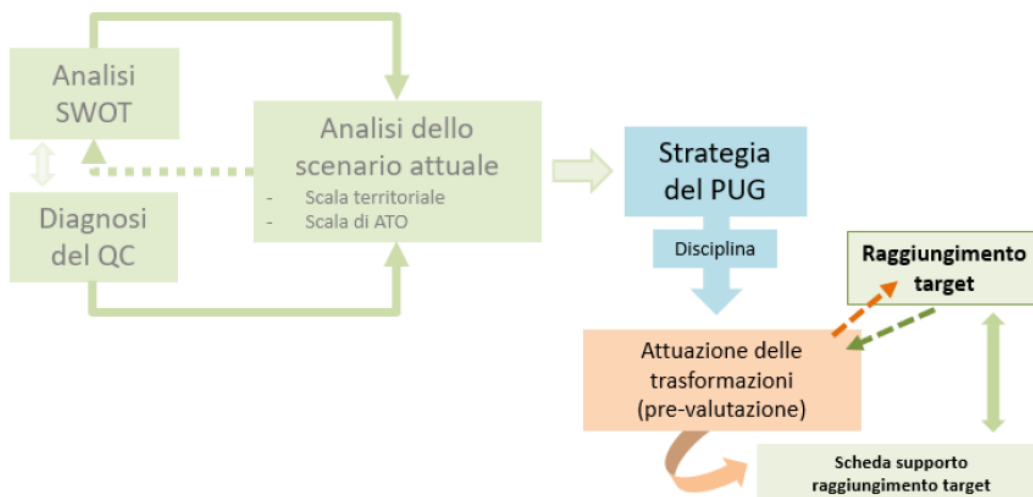 Analisi
SWOT
Diagnosi
del QC
Analisi dello
scenario attuale
- Scala territoriale
- Scala di ATO
Strategia
del PUG
Disciplina
Raggiungimento
target
Attuazione delle
trasformazioni
(pre-valutazione)
Scheda supporto
raggiungimento target